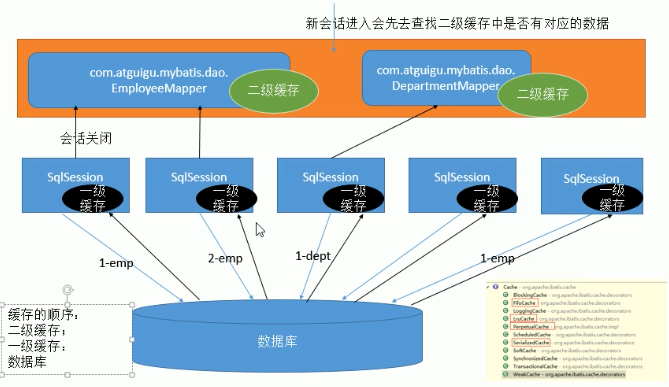 新会话进入会先去查找二级缓存中是否有对应的数据
com.atguigu.mybatis.dao.
EmployeeMapper
二级缓存
com.atguigu.mybatis.dao.
DepartmentMapper
二级缓存
会话关闭
SqlSession
一级
缓存
SqlSession
一级
缓存
SqlSession
一级
缓存
SqlSession
一级
缓存
SqlSession
一级
缓存
1-emp
2-emp
1-dept
1-emp
缓存的顺序：
二级缓存；
一级缓存；
数据库
数据库
Cache - org.apache.ibatis.cache
BlockingCache - org.apache.ibatis.cache.decorators
FifoCache - org.apache.ibatis.cache.decorators
LoggingCache - org.apache.ibatis.cache.decorators
LruCache - org.apache.ibatis.cache.decorators
PerpetualCache - org.apache.ibatis.cache.impl
ScheduledCache - org.apache.ibatis.cache.decorators
SerializedCache - org.apache.ibatis.cache.decorators
SoftCache - org.apache.ibatis.cache.decorators
SynchronizedCache - org.apache.ibatis.cache.decorators
TransactionalCache - org.apache.ibatis.cache.decorators
WeakCache - org.apache.ibatis.cache.decorators